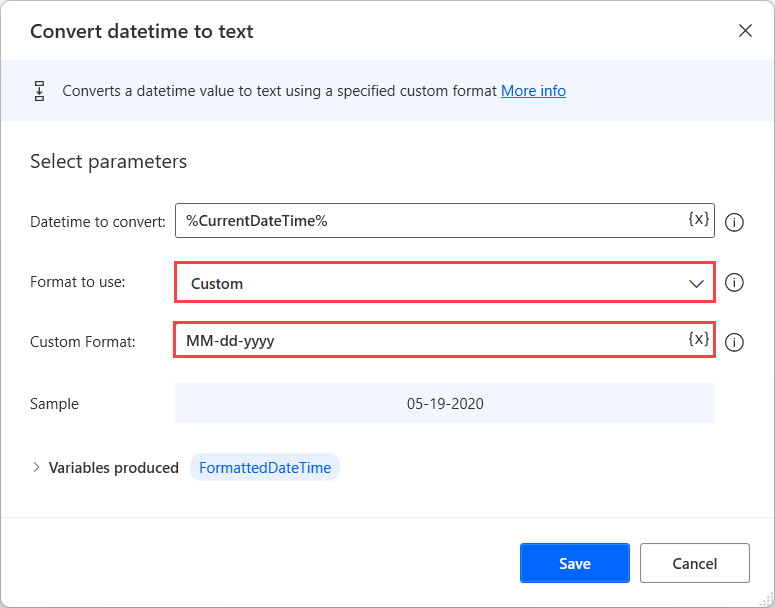 Convert datetime to text
Converts a datetime value to text using a specified custom format More info
Select parameters
Datetime to convert: %CurrentDateTime% {x}
Format to use: Custom
Custom Format: MM-dd-yyyy {x}
Sample 05-19-2020
Variables produced FormattedDateTime
Save Cancel